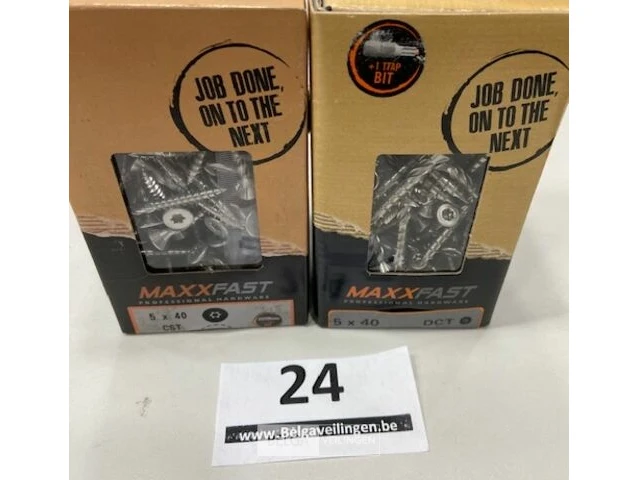 JOB DONE,
ON TO THE
NEXT
MAXXFAST
PROFESSIONAL HARDWARE
5 x 40
CST
+1 TTAP
BIT
JOB DONE,
ON TO THE
NEXT
MAXXFAST
PROFESSIONAL HARDWARE
5 x 40 DCT
24
www.Belgaveilingen.be